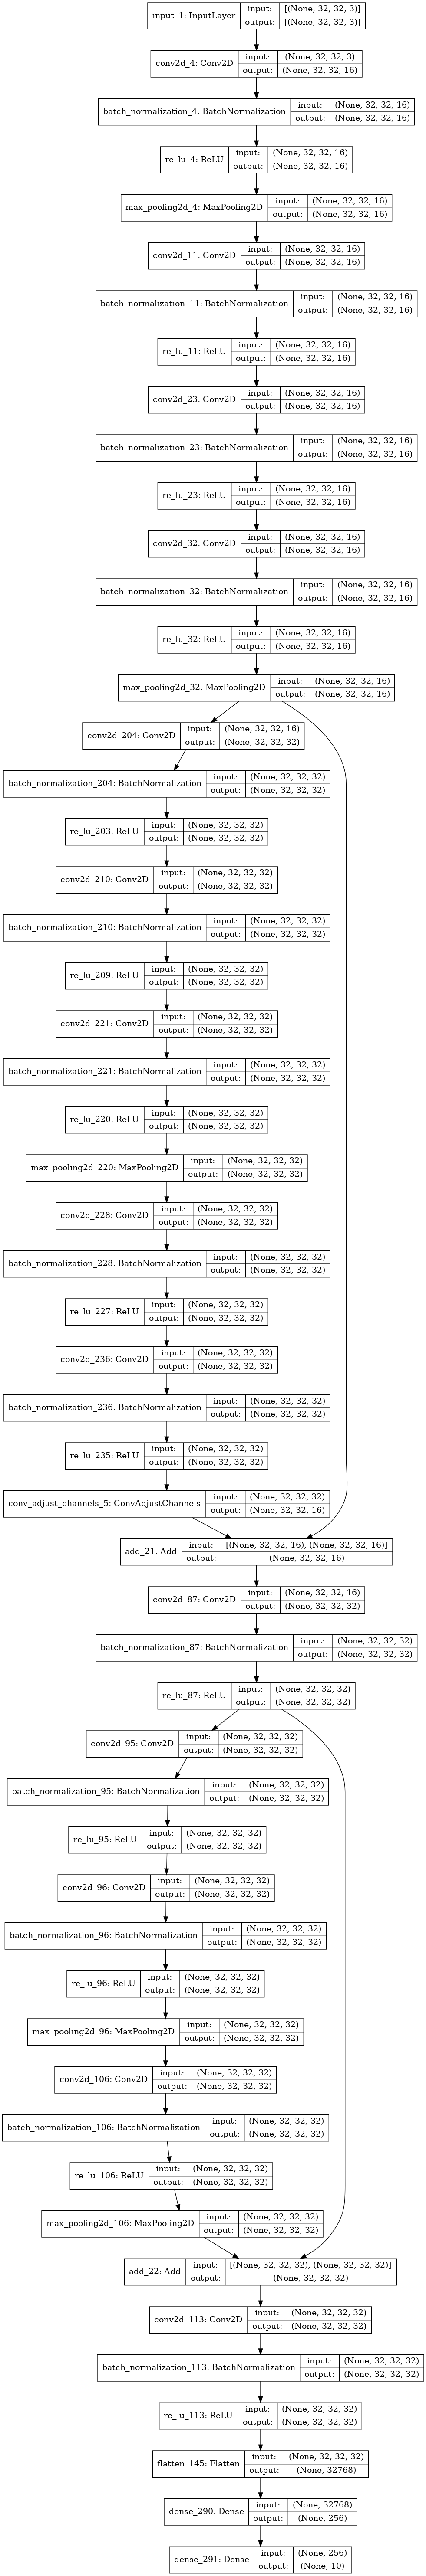 input_1: InputLayer
input: [(None, 32, 32, 3)]
output: [(None, 32, 32, 3)]
conv2d_4: Conv2D
input: (None, 32, 32, 3)
output: (None, 32, 32, 16)
batch_normalization_4: BatchNormalization
input: (None, 32, 32, 16)
output: (None, 32, 32, 16)
re_lu_4: ReLU
input: (None, 32, 32, 16)
output: (None, 32, 32, 16)
max_pooling2d_4: MaxPooling2D
input: (None, 32, 32, 16)
output: (None, 32, 32, 16)
conv2d_11: Conv2D
input: (None, 32, 32, 16)
output: (None, 32, 32, 16)
batch_normalization_11: BatchNormalization
input: (None, 32, 32, 16)
output: (None, 32, 32, 16)
re_lu_11: ReLU
input: (None, 32, 32, 16)
output: (None, 32, 32, 16)
conv2d_23: Conv2D
input: (None, 32, 32, 16)
output: (None, 32, 32, 16)
batch_normalization_23: BatchNormalization
input: (None, 32, 32, 16)
output: (None, 32, 32, 16)
re_lu_23: ReLU
input: (None, 32, 32, 16)
output: (None, 32, 32, 16)
conv2d_32: Conv2D
input: (None, 32, 32, 16)
output: (None, 32, 32, 16)
batch_normalization_32: BatchNormalization
input: (None, 32, 32, 16)
output: (None, 32, 32, 16)
re_lu_32: ReLU
input: (None, 32, 32, 16)
output: (None, 32, 32, 16)
max_pooling2d_32: MaxPooling2D
input: (None, 32, 32, 16)
output: (None, 32, 32, 16)
conv2d_204: Conv2D
input: (None, 32, 32, 16)
output: (None, 32, 32, 32)
batch_normalization_204: BatchNormalization
input: (None, 32, 32, 32)
output: (None, 32, 32, 32)
re_lu_203: ReLU
input: (None, 32, 32, 32)
output: (None, 32, 32, 32)
conv2d_210: Conv2D
input: (None, 32, 32, 32)
output: (None, 32, 32, 32)
batch_normalization_210: BatchNormalization
input: (None, 32, 32, 32)
output: (None, 32, 32, 32)
re_lu_209: ReLU
input: (None, 32, 32, 32)
output: (None, 32, 32, 32)
conv2d_221: Conv2D
input: (None, 32, 32, 32)
output: (None, 32, 32, 32)
batch_normalization_221: BatchNormalization
input: (None, 32, 32, 32)
output: (None, 32, 32, 32)
re_lu_220: ReLU
input: (None, 32, 32, 32)
output: (None, 32, 32, 32)
max_pooling2d_220: MaxPooling2D
input: (None, 32, 32, 32)
output: (None, 32, 32, 32)
conv2d_228: Conv2D
input: (None, 32, 32, 32)
output: (None, 32, 32, 32)
batch_normalization_228: BatchNormalization
input: (None, 32, 32, 32)
output: (None, 32, 32, 32)
re_lu_227: ReLU
input: (None, 32, 32, 32)
output: (None, 32, 32, 32)
conv2d_236: Conv2D
input: (None, 32, 32, 32)
output: (None, 32, 32, 32)
batch_normalization_236: BatchNormalization
input: (None, 32, 32, 32)
output: (None, 32, 32, 32)
re_lu_235: ReLU
input: (None, 32, 32, 32)
output: (None, 32, 32, 32)
conv_adjust_channels_5: ConvAdjustChannels
input: (None, 32, 32, 32)
output: (None, 32, 32, 16)
add_21: Add
input: [(None, 32, 32, 16), (None, 32, 32, 16)]
output: (None, 32, 32, 16)
conv2d_87: Conv2D
input: (None, 32, 32, 16)
output: (None, 32, 32, 32)
batch_normalization_87: BatchNormalization
input: (None, 32, 32, 32)
output: (None, 32, 32, 32)
re_lu_87: ReLU
input: (None, 32, 32, 32)
output: (None, 32, 32, 32)
conv2d_95: Conv2D
input: (None, 32, 32, 32)
output: (None, 32, 32, 32)
batch_normalization_95: BatchNormalization
input: (None, 32, 32, 32)
output: (None, 32, 32, 32)
re_lu_95: ReLU
input: (None, 32, 32, 32)
output: (None, 32, 32, 32)
conv2d_96: Conv2D
input: (None, 32, 32, 32)
output: (None, 32, 32, 32)
batch_normalization_96: BatchNormalization
input: (None, 32, 32, 32)
output: (None, 32, 32, 32)
re_lu_96: ReLU
input: (None, 32, 32, 32)
output: (None, 32, 32, 32)
max_pooling2d_96: MaxPooling2D
input: (None, 32, 32, 32)
output: (None, 32, 32, 32)
conv2d_106: Conv2D
input: (None, 32, 32, 32)
output: (None, 32, 32, 32)
batch_normalization_106: BatchNormalization
input: (None, 32, 32, 32)
output: (None, 32, 32, 32)
re_lu_106: ReLU
input: (None, 32, 32, 32)
output: (None, 32, 32, 32)
max_pooling2d_106: MaxPooling2D
input: (None, 32, 32, 32)
output: (None, 32, 32, 32)
add_22: Add
input: [(None, 32, 32, 32), (None, 32, 32, 32)]
output: (None, 32, 32, 32)
conv2d_113: Conv2D
input: (None, 32, 32, 32)
output: (None, 32, 32, 32)
batch_normalization_113: BatchNormalization
input: (None, 32, 32, 32)
output: (None, 32, 32, 32)
re_lu_113: ReLU
input: (None, 32, 32, 32)
output: (None, 32, 32, 32)
flatten_145: Flatten
input: (None, 32, 32, 32)
output: (None, 32768)
dense_290: Dense
input: (None, 32768)
output: (None, 256)
dense_291: Dense
input: (None, 256)
output: (None, 10)